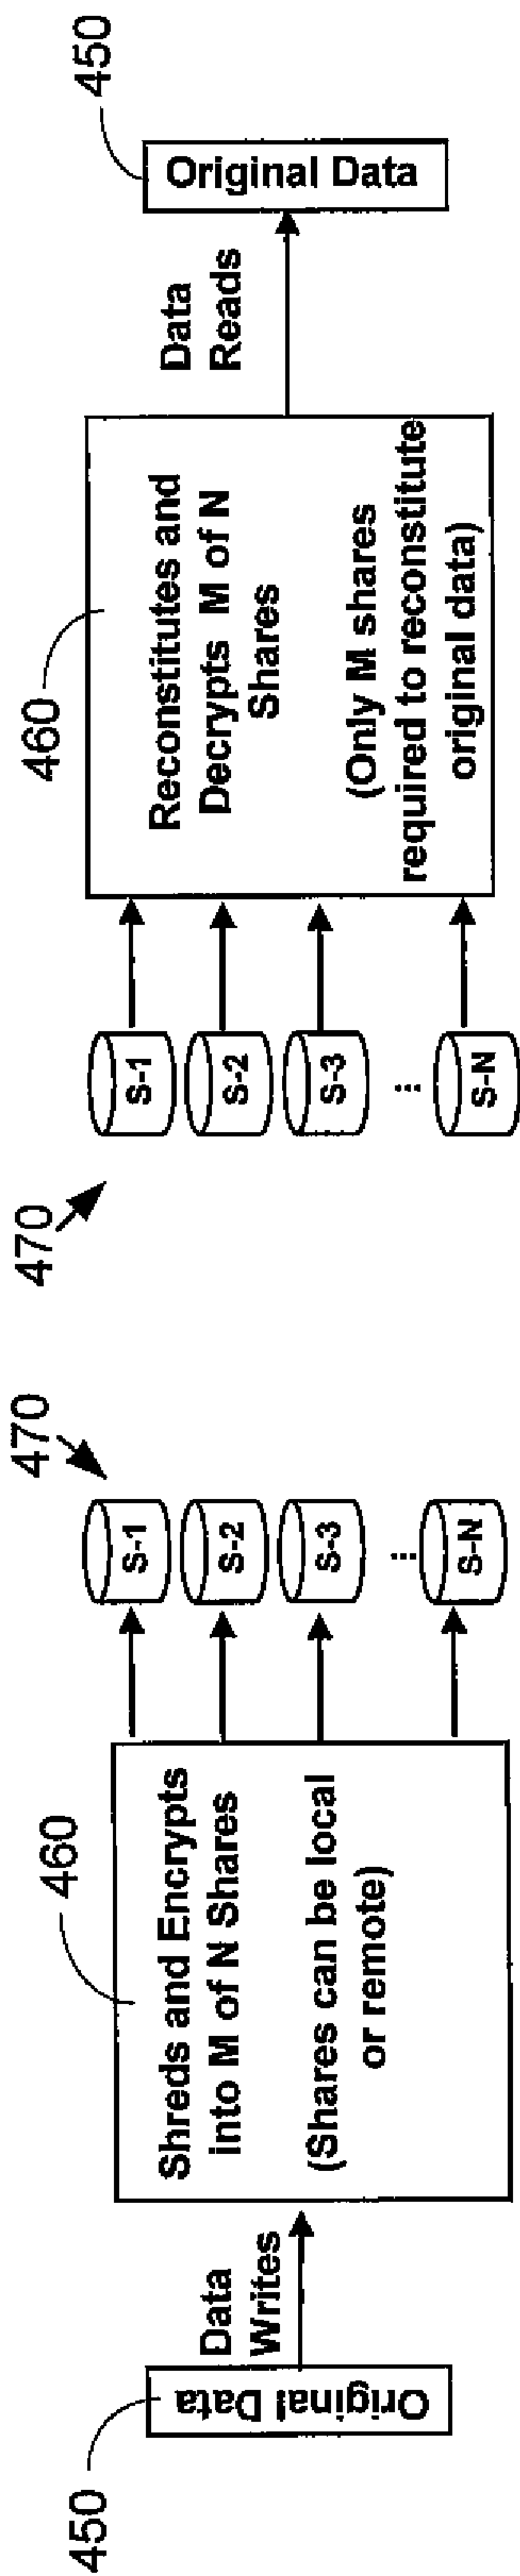 450
Original Data
Data
Writes
460
Shreds and Encrypts
into M of N Shares
(Shares can be local
or remote)
470
S-1
S-2
S-3
...
S-N
470
S-1
S-2
S-3
...
S-N
460
Reconstitutes and
Decrypts M of N
Shares
(Only M shares
required to reconstitute
original data)
Data
Reads
450
Original Data